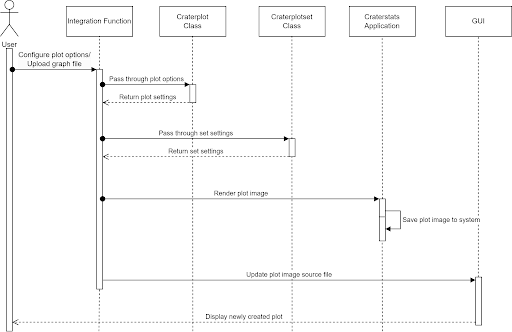 Integration Function
Craterplot
Class
Craterplotset
Class
Craterstats
Application
GUI
User
Configure plot options/
Upload graph file
Pass through plot options
Return plot settings
Pass through set settings
Return set settings
Render plot image
Save plot image to system
Update plot image source file
Display newly created plot